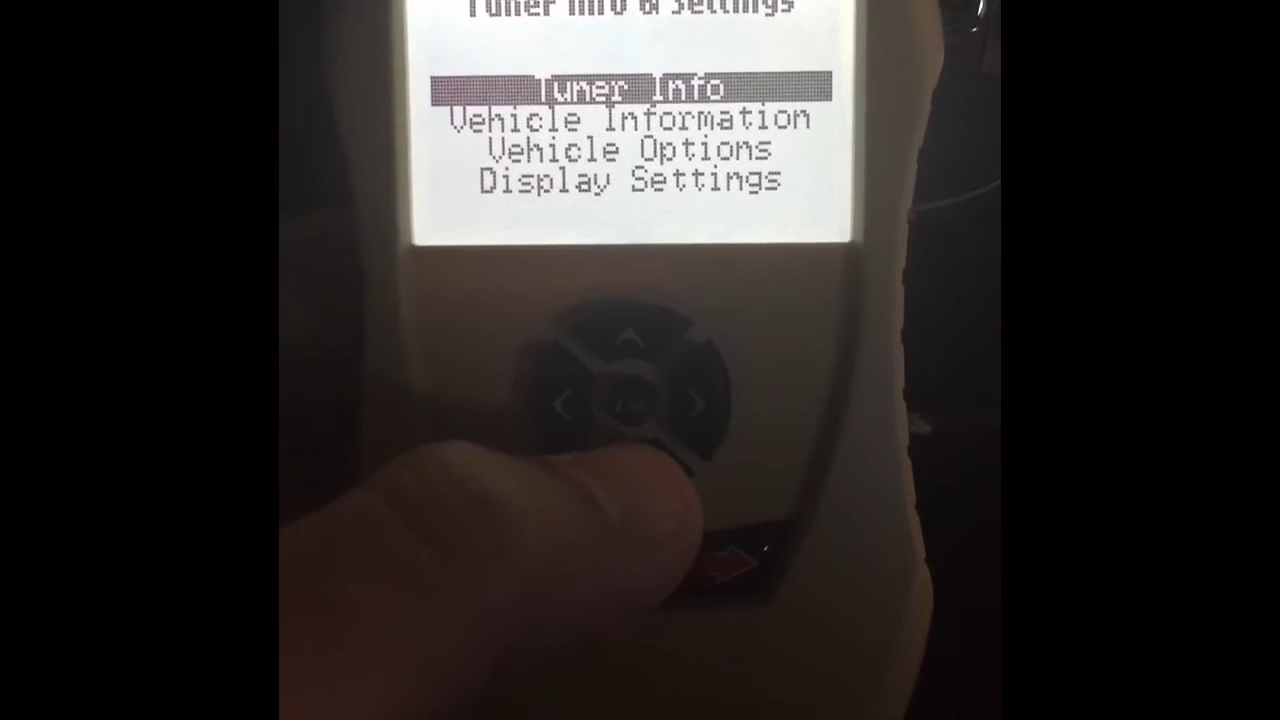 Tuner Info & Settings
Tuner Info
Vehicle Information
Vehicle Options
Display Settings